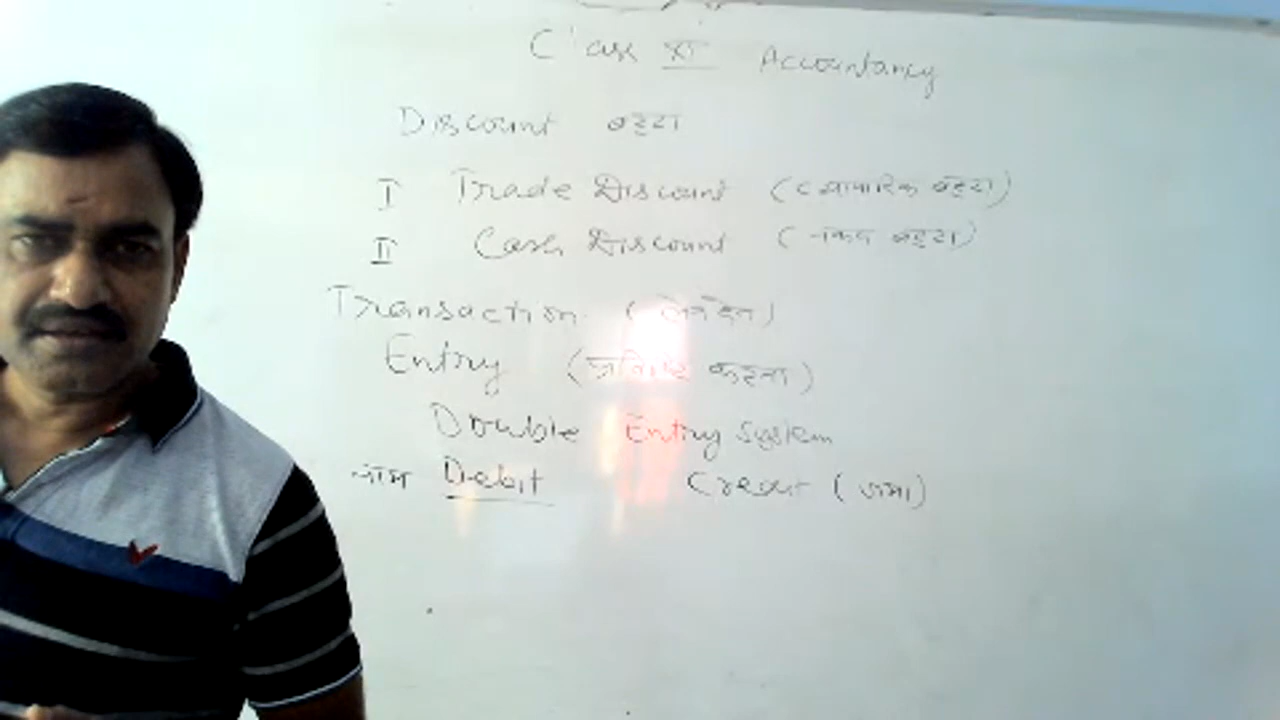 Class XI Accountancy
Discount बट्टा
I Trade Discount (व्यापारिक बट्टा)
II Cash Discount (नकद बट्टा)
Transaction (लेनदेन)
Entry (प्रविष्टि करना)
Double Entry System
नाम Debit Credit (जमा)